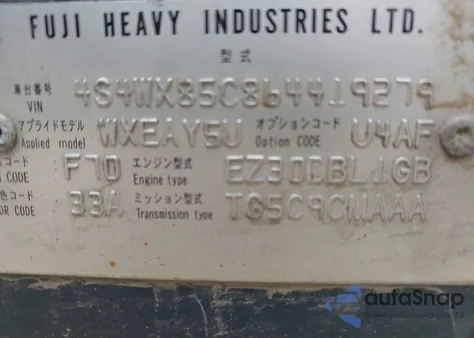 FUJI HEAVY INDUSTRIES LTD.
型式
車台番号 VIN 4S4WX85C864419279
アプライドモデル Applied model WXEAY5U オプションコード Option CODE U4AF
コード CODE F70 エンジン型式 Engine type EZ30DBL1GB
色コード OR CODE 33A ミッション型式 Transmission type TG5C9CMAAA
autoSnap